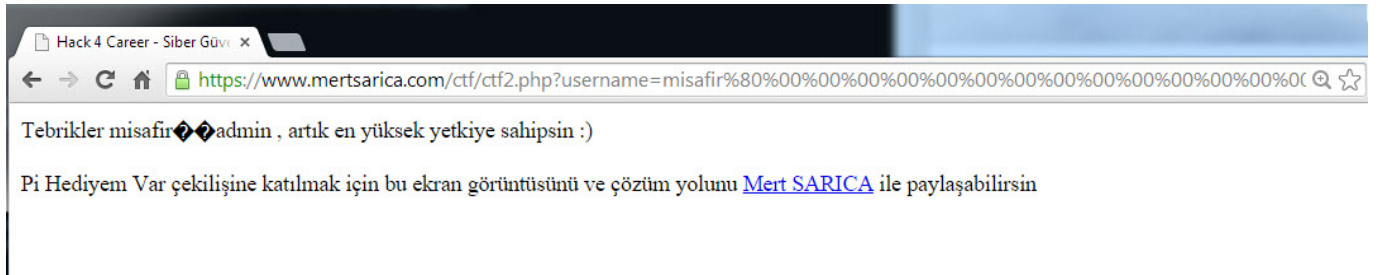 Hack 4 Career - Siber Güv
https://www.mertsarica.com/ctf/ctf2.php?username=misafir%80%00%00%00%00%00%00%00%00%00%00%00%00%00%0
Tebrikler misafir��admin , artık en yüksek yetkiye sahipsin :)
Pi Hediyem Var çekilişine katılmak için bu ekran görüntüsünü ve çözüm yolunu Mert SARICA ile paylaşabilirsin